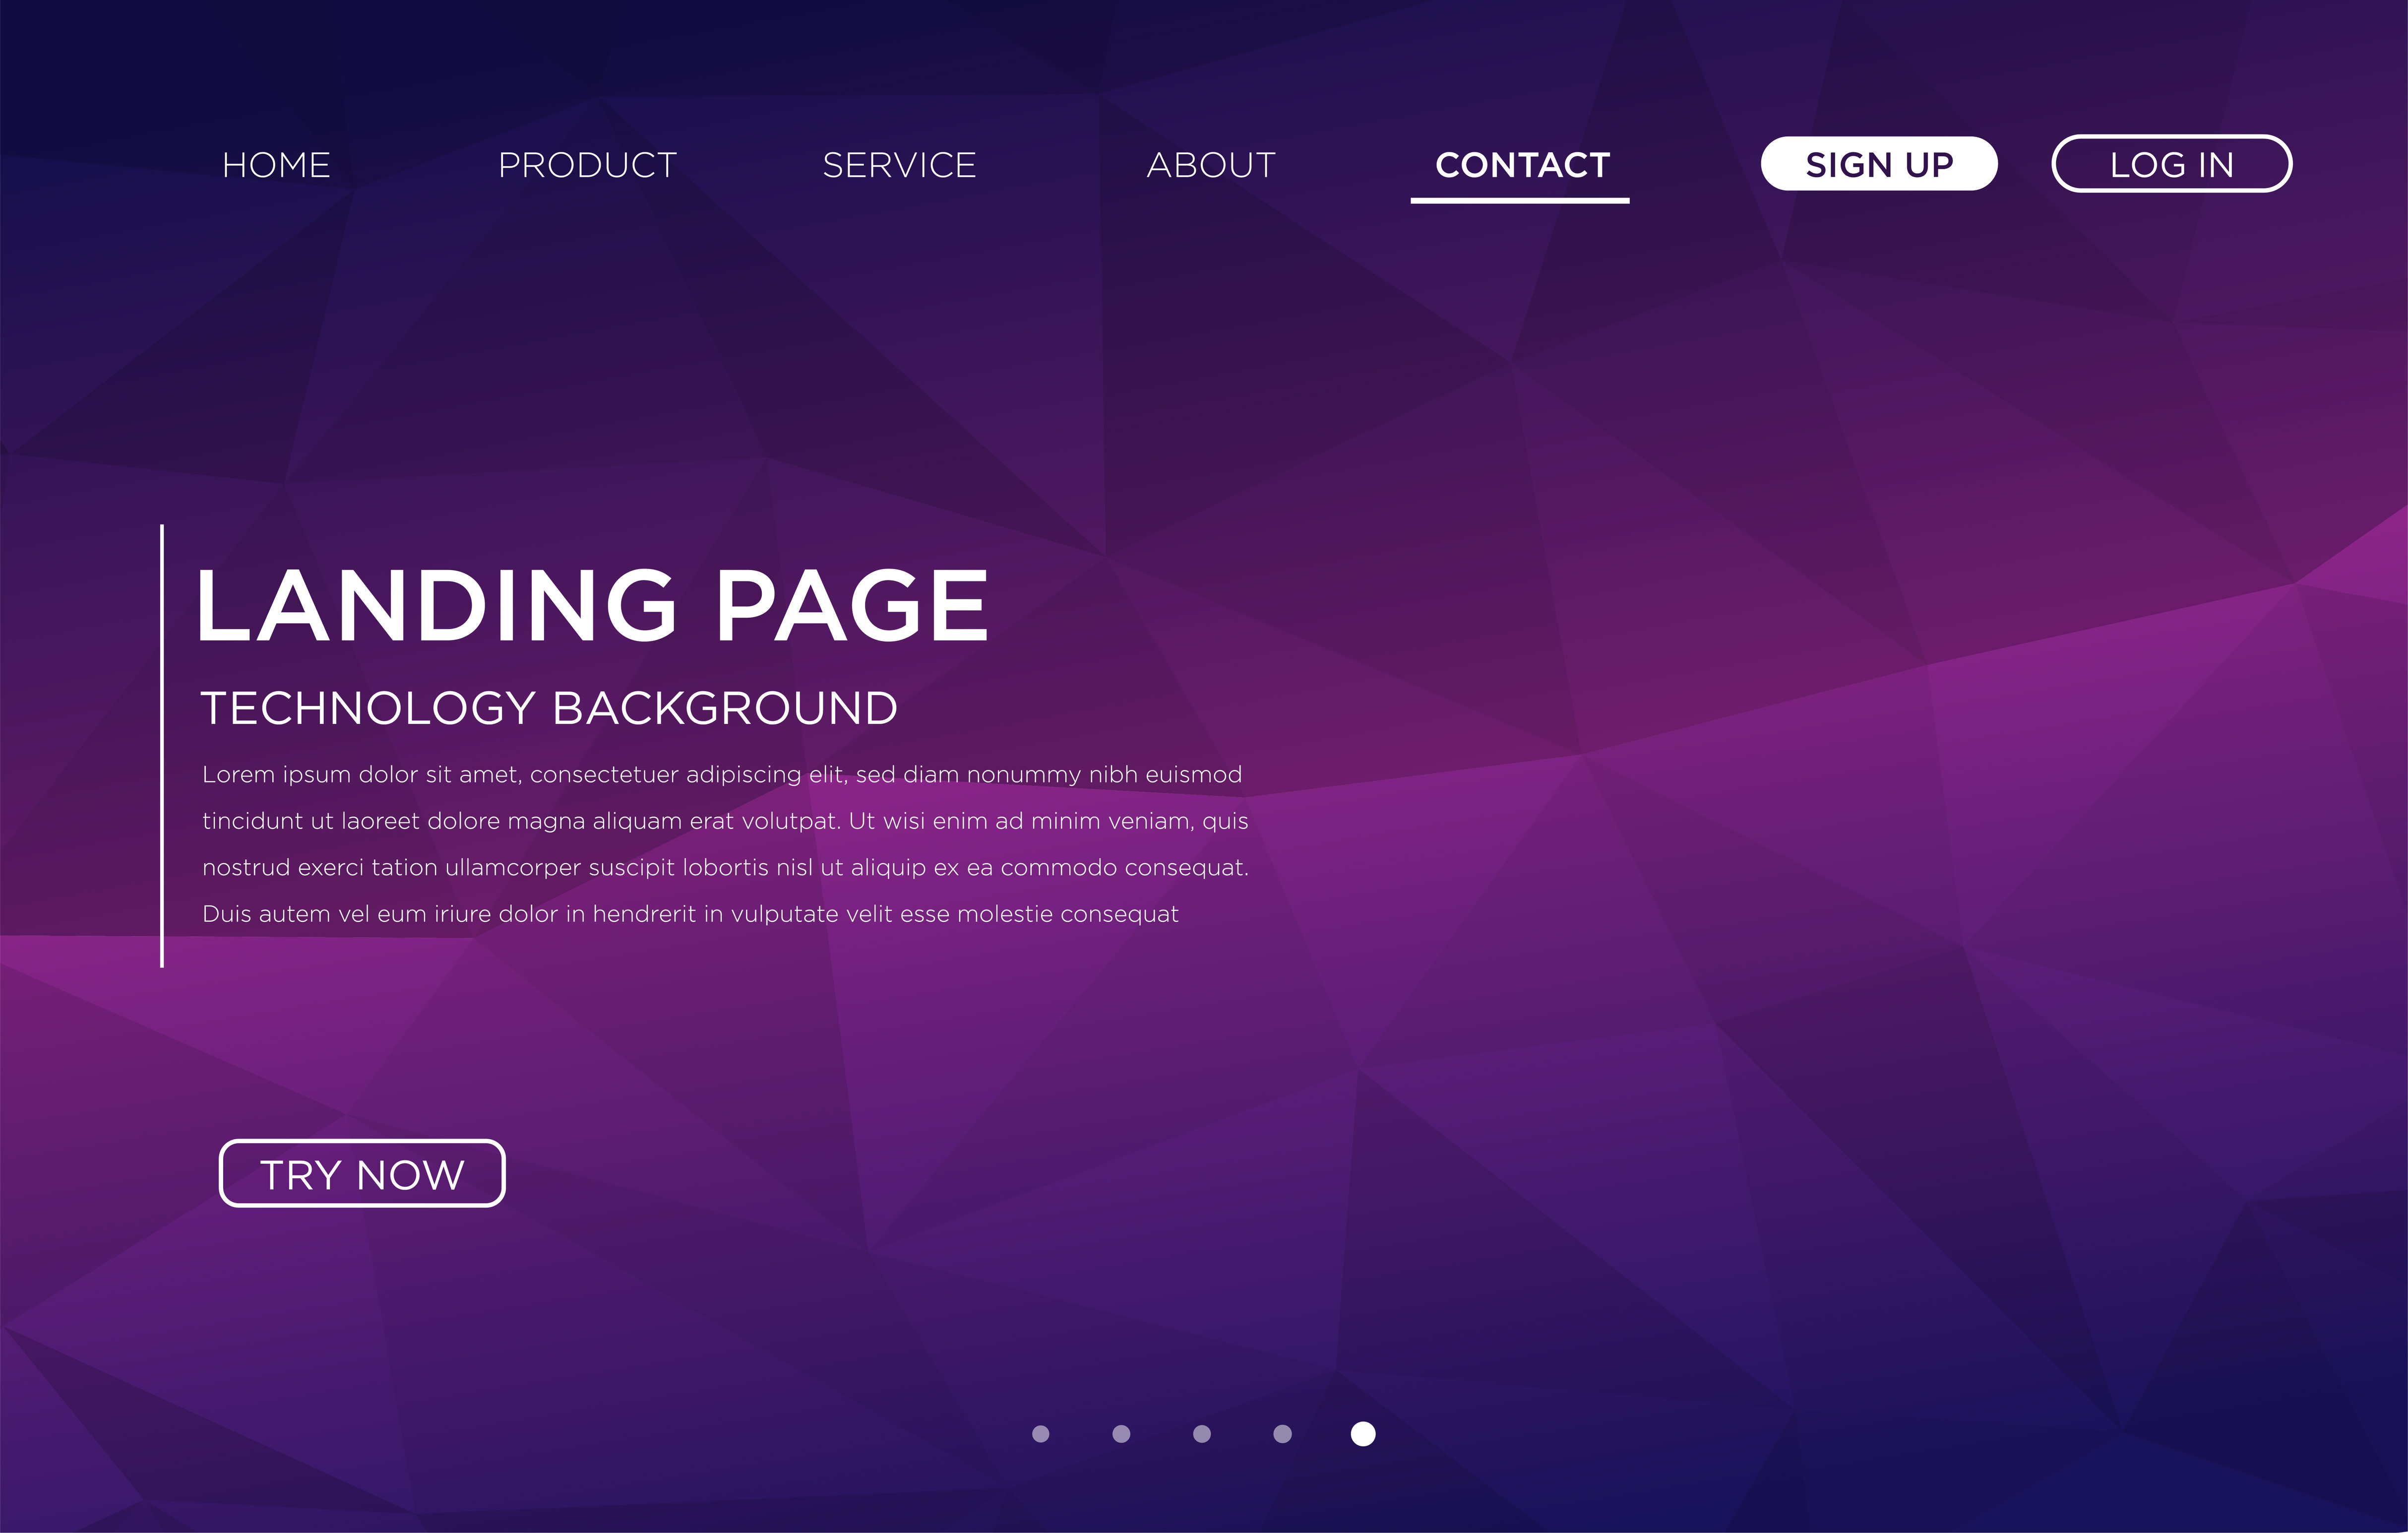 HOME PRODUCT SERVICE ABOUT CONTACT SIGN UP LOG IN
LANDING PAGE
TECHNOLOGY BACKGROUND
Lorem ipsum dolor sit amet, consectetuer adipiscing elit, sed diam nonummy nibh euismod
tincidunt ut laoreet dolore magna aliquam erat volutpat. Ut wisi enim ad minim veniam, quis
nostrud exerci tation ullamcorper suscipit lobortis nisl ut aliquip ex ea commodo consequat.
Duis autem vel eum iriure dolor in hendrerit in vulputate velit esse molestie consequat
TRY NOW